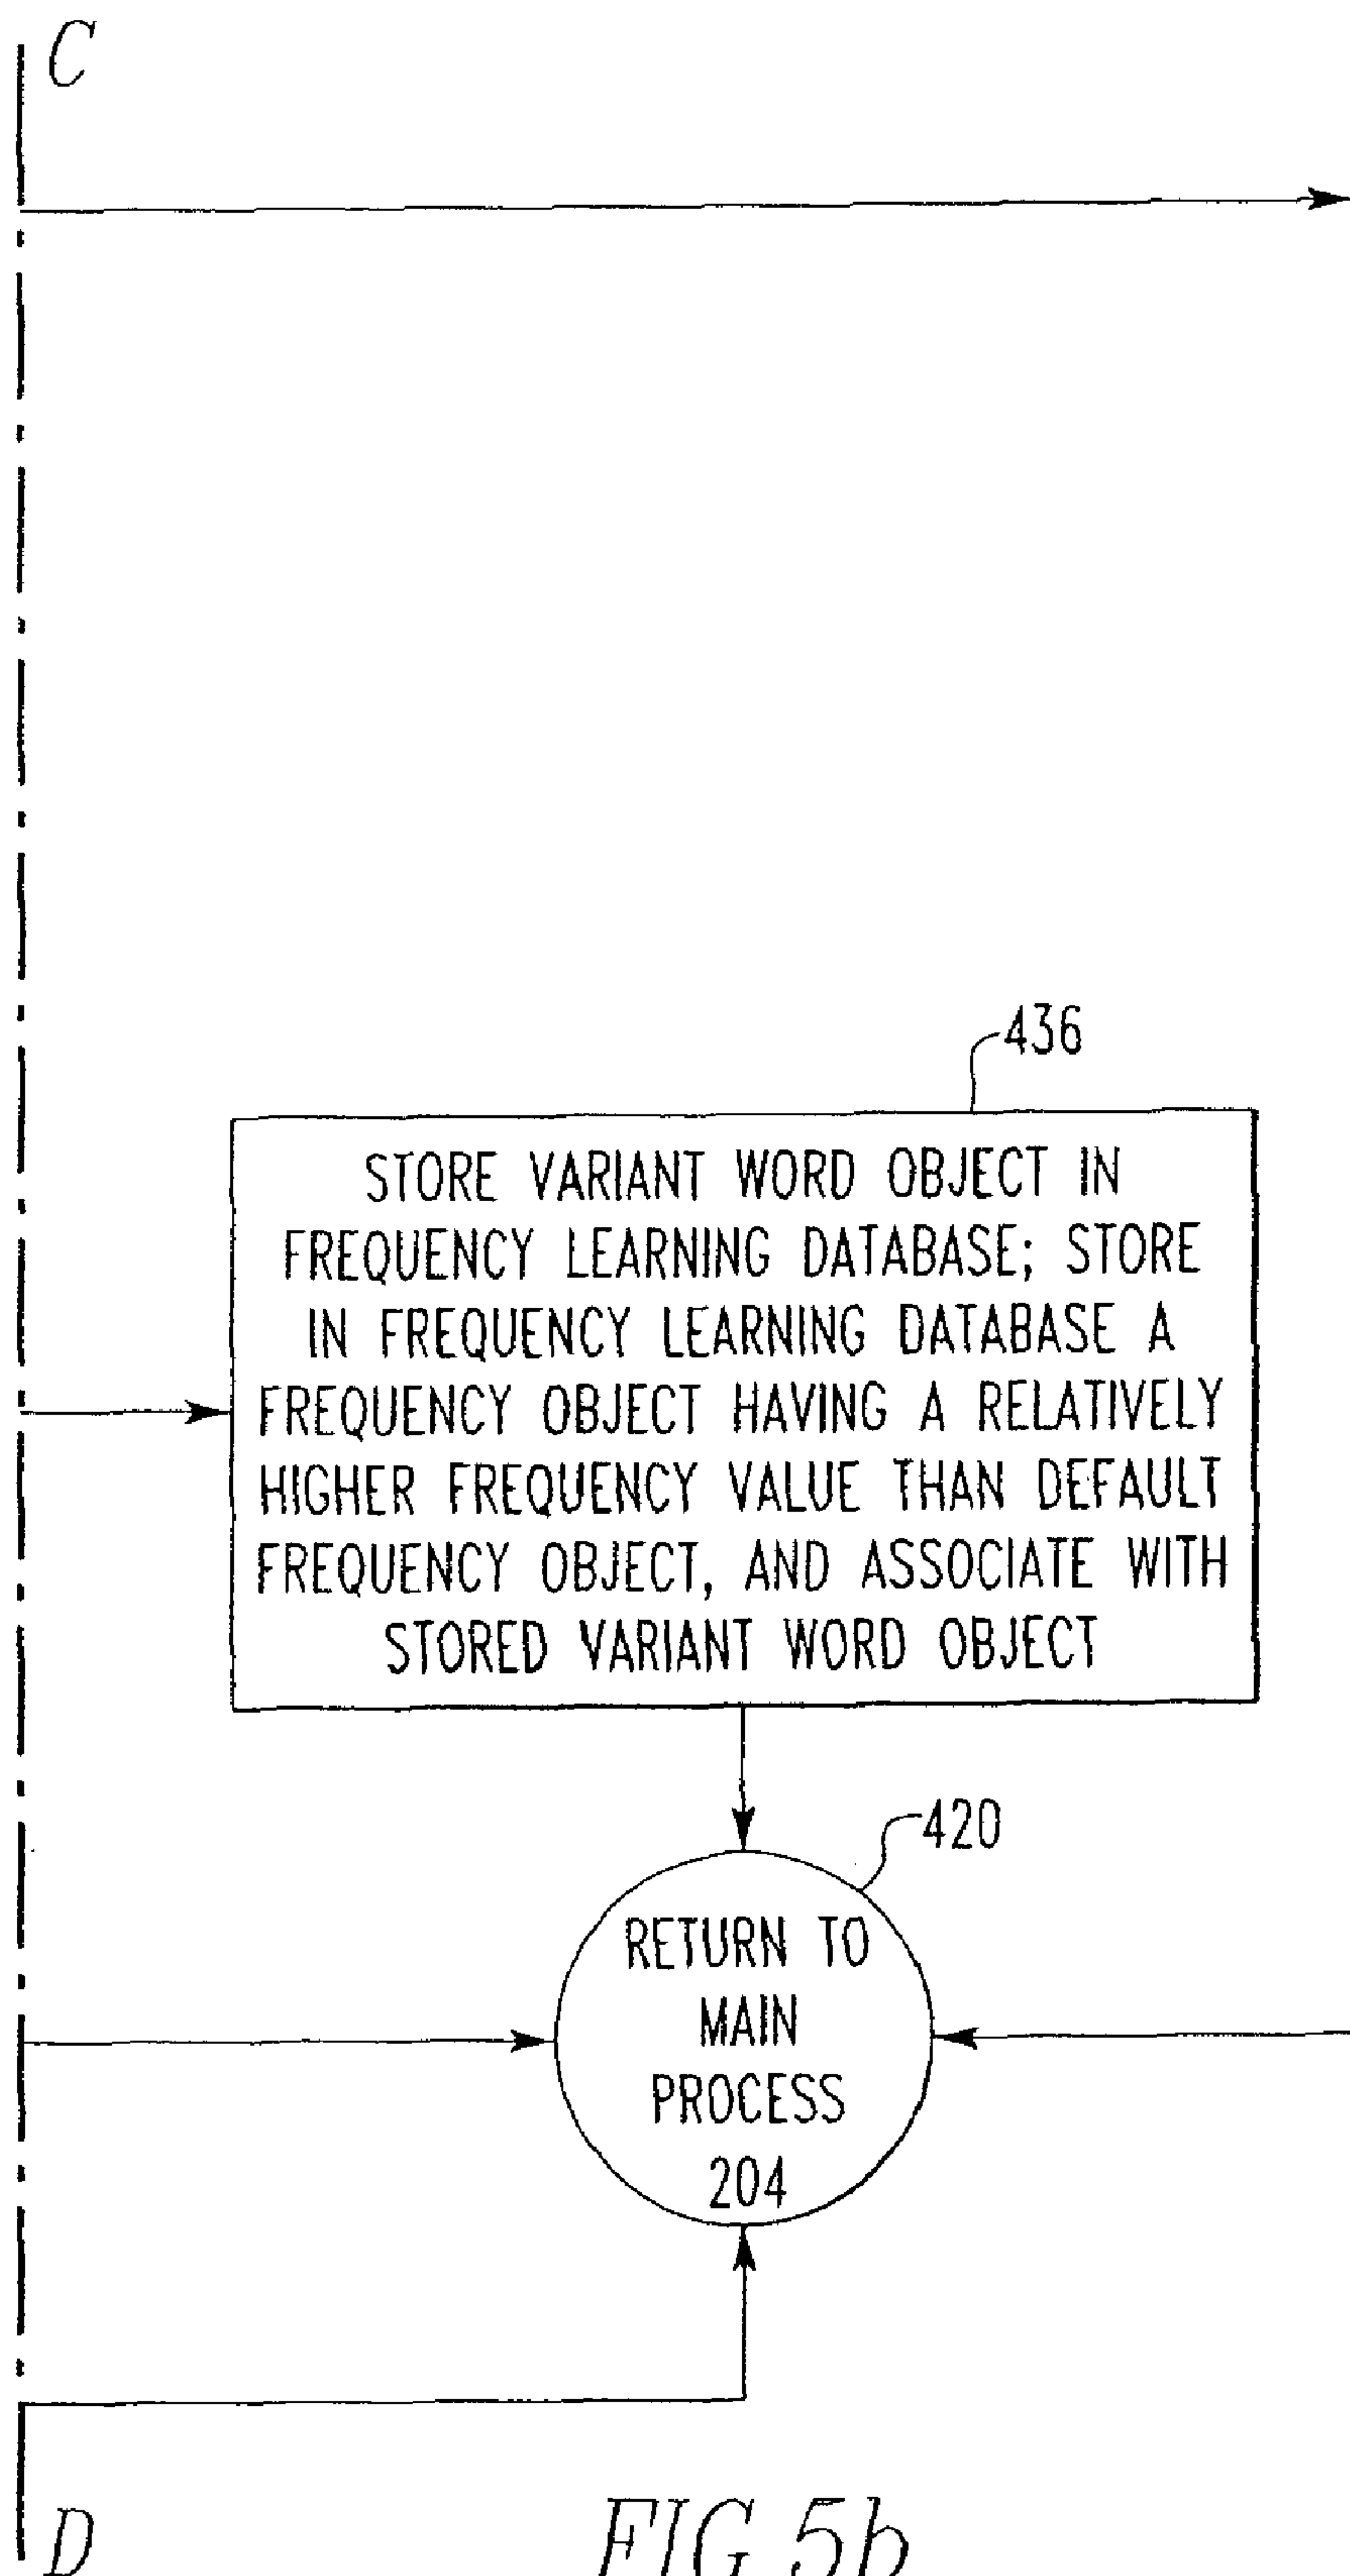 C
436
STORE VARIANT WORD OBJECT IN
FREQUENCY LEARNING DATABASE; STORE
IN FREQUENCY LEARNING DATABASE A
FREQUENCY OBJECT HAVING A RELATIVELY
HIGHER FREQUENCY VALUE THAN DEFAULT
FREQUENCY OBJECT, AND ASSOCIATE WITH
STORED VARIANT WORD OBJECT
420
RETURN TO
MAIN
PROCESS
204
D
FIG.5b